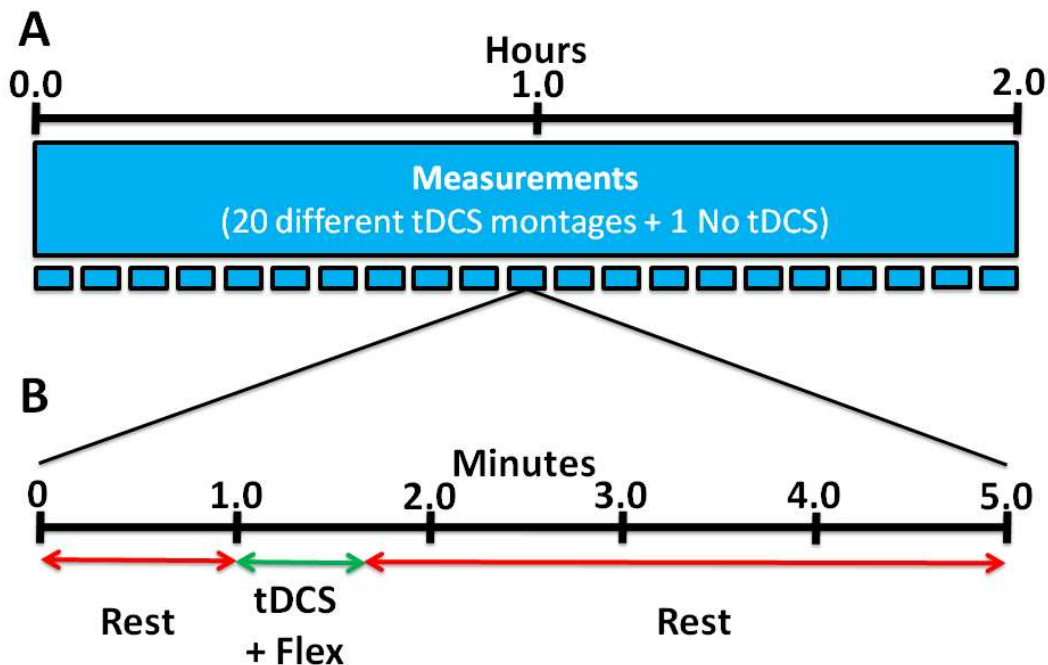 A
Hours
0.0 1.0 2.0
Measurements
(20 different tDCS montages + 1 No tDCS)
B
Minutes
0 1.0 2.0 3.0 4.0 5.0
Rest
tDCS
+ Flex
Rest